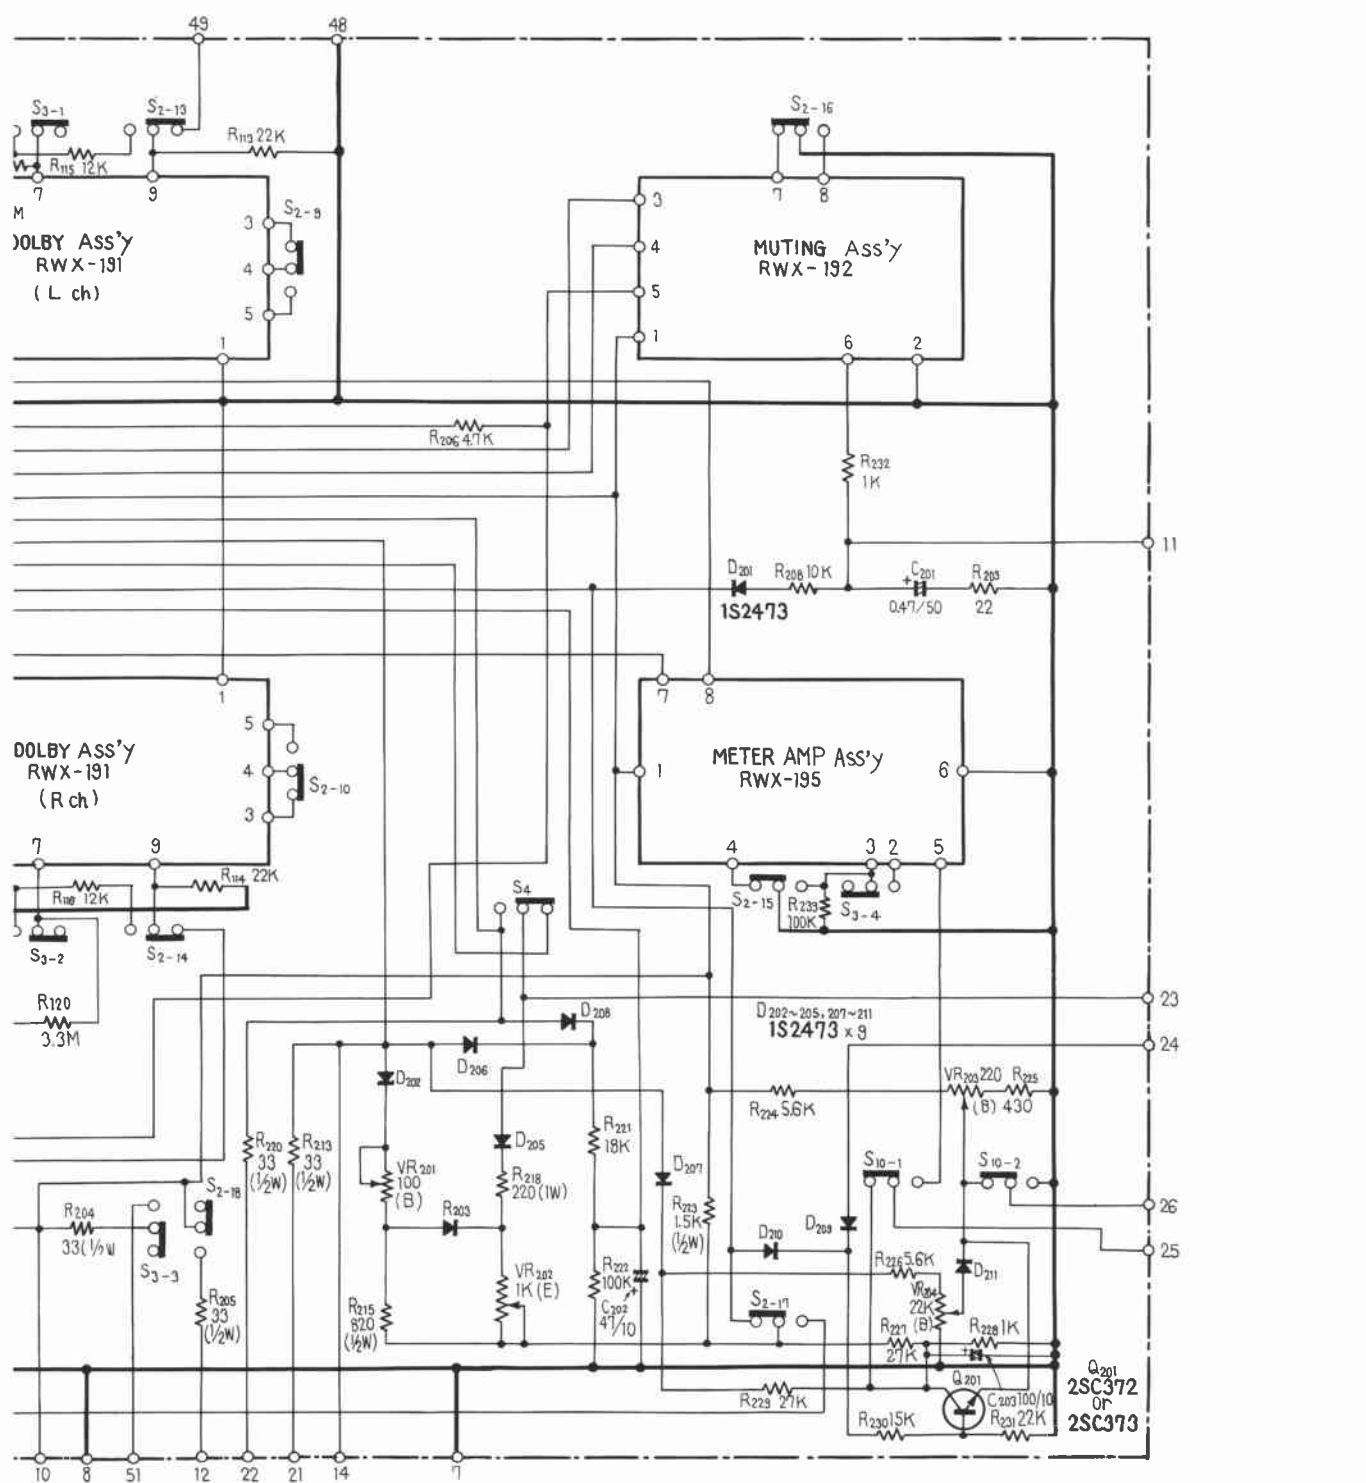 49
48
S3-1
S2-13
R113 22K
R115 12K
7
9
M
DOLBY Ass'y
RWX-191
(L ch)
3
S2-9
4
5
1
S2-16
7
8
3
4
5
1
MUTING Ass'y
RWX-192
6
2
R206 4.7K
R232
1K
11
D201
1S2473
R208 10K
+
C201
0.47/50
R209
22
1
5
4
3
DOLBY Ass'y
RWX-191
(R ch)
S2-10
7
9
R114 22K
R116 12K
S3-2
S2-14
R120
3.3M
7
8
1
METER AMP Ass'y
RWX-195
6
4
3
2
5
S2-15
R233
100K
S3-4
S4
23
D202~205, 207~211
1S2473 x 9
24
D208
D206
D202
VR203 220
(B)
R225
430
R224 5.6K
R220
33
(½W)
R213
33
(½W)
VR201
100
(B)
D205
R218
220 (1W)
R221
18K
D207
S10-1
S10-2
S2-18
R204
33(½W
S3-3
R205
33
(½W)
R203
R223
1.5K
(½W)
D210
D209
26
25
R226 5.6K
D211
VR202
1K (E)
R222
100K
+
C202
47/10
VR204
22K
(B)
R215
820
(½W)
S2-17
R227
27K
R228 1K
+
C203 100/10
Q201
Q201
2SC372
or
2SC373
R229 27K
R230 15K
R231 22K
10
8
51
12
22
21
14
7